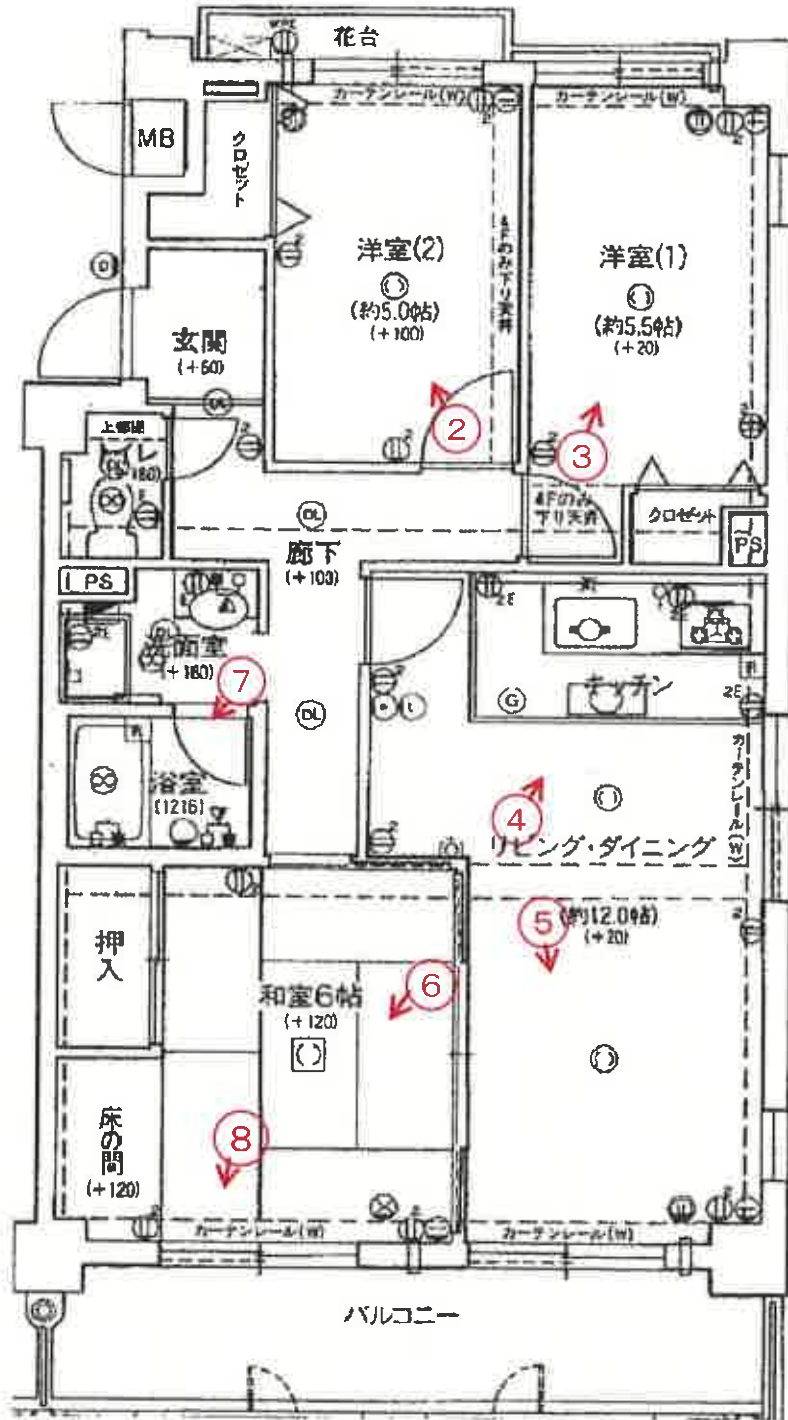 花台
カーテンレール(W)
カーテンレール(W)
MB
クロゼット
洋室(2)
(約5.0帖)
(+100)
4Fのみ下り天井
洋室(1)
(約5.5帖)
(+20)
玄関
(+60)
②
③
上部棚
4Fのみ
下り天井
クロゼット
PS
DL
廊下
(+100)
PS
2E
洗面室
(+180)
⑦
キッチン
2E
G
DL
カーテンレール(W)
浴室
(1216)
④
リビング・ダイニング
⑤
(約12.0帖)
(+20)
押入
和室6帖
(+120)
⑥
床の間
(+120)
⑧
カーテンレール(W)
カーテンレール(W)
バルコニー